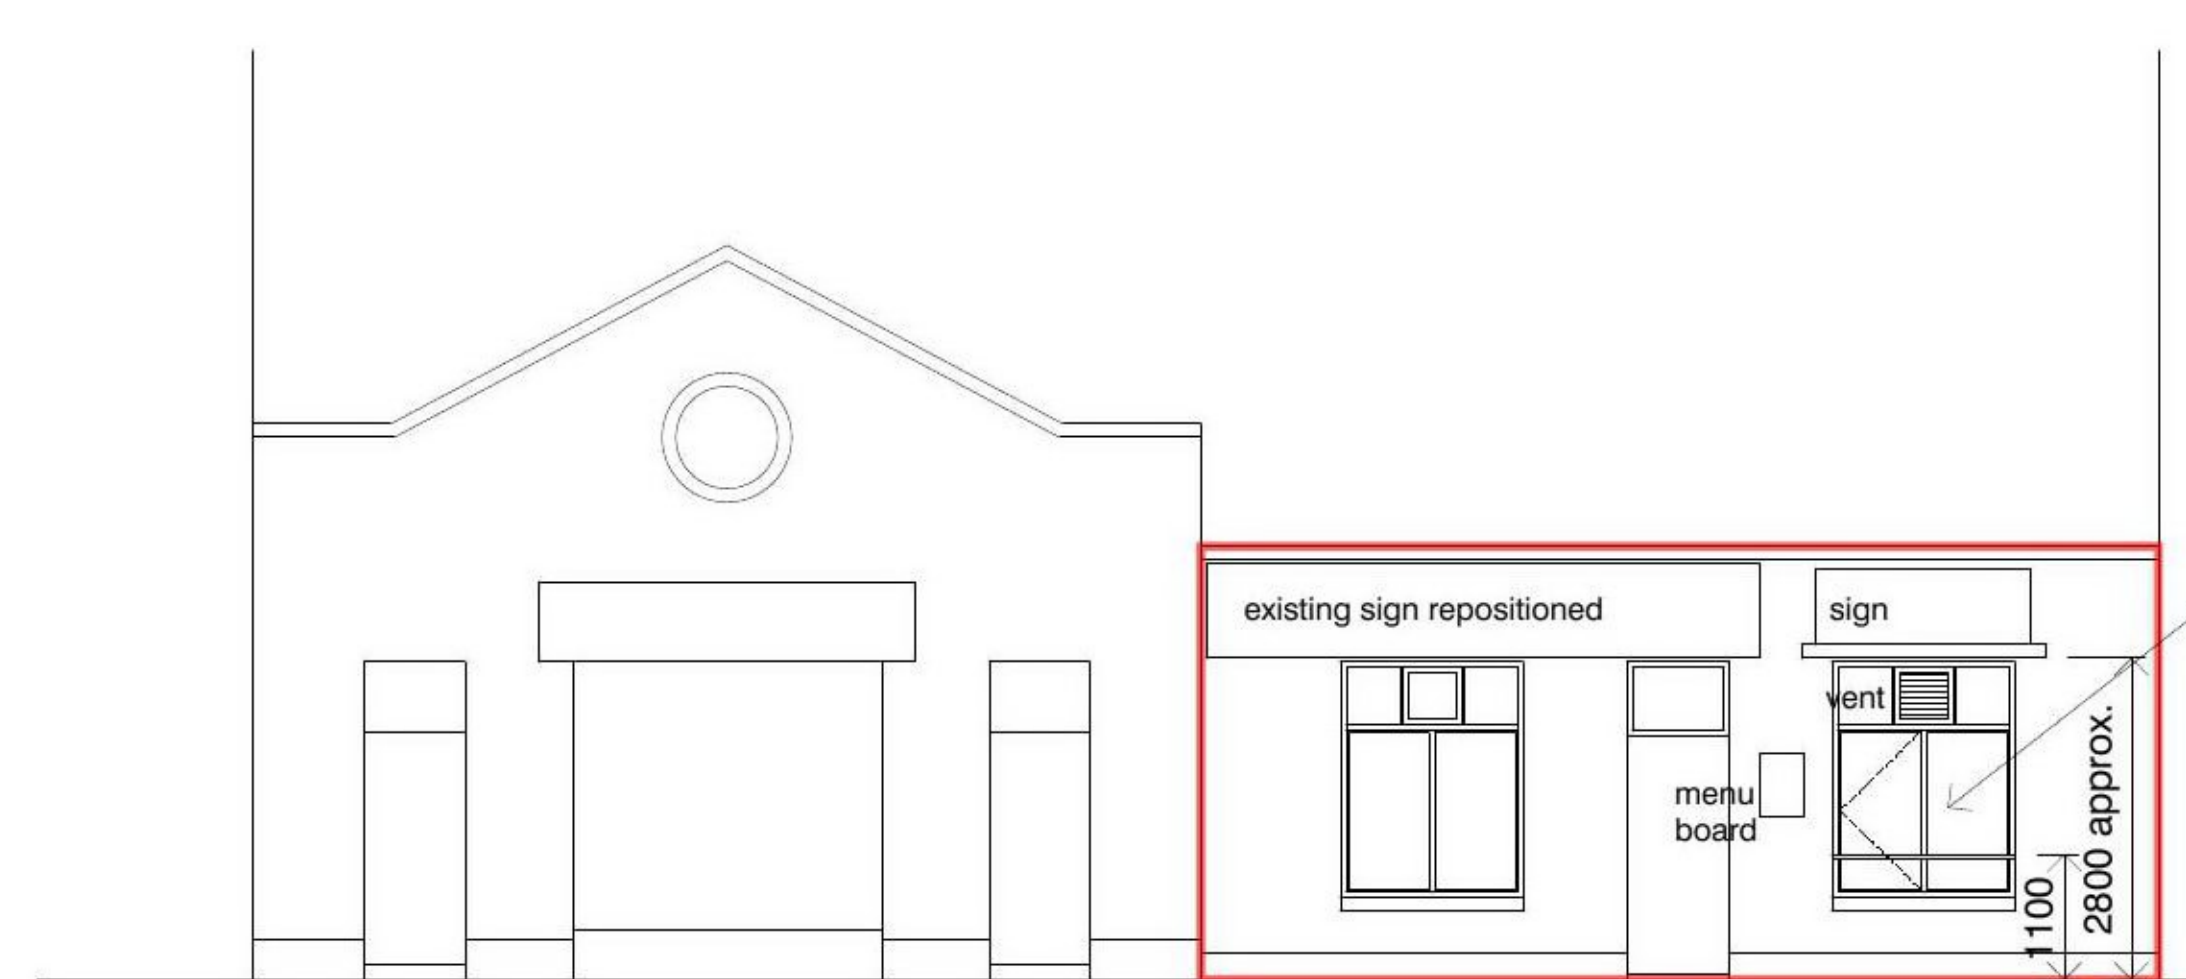 existing sign repositioned
sign
vent
menu
board
1100
2800 approx.